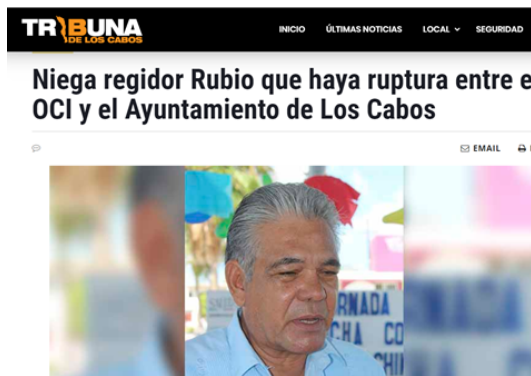 TRIBUNA
DE LOS CABOS
INICIO ÚLTIMAS NOTICIAS LOCAL SEGURIDAD
Niega regidor Rubio que haya ruptura entre e
OCI y el Ayuntamiento de Los Cabos
EMAIL
RNADA
CHA CO
CHI